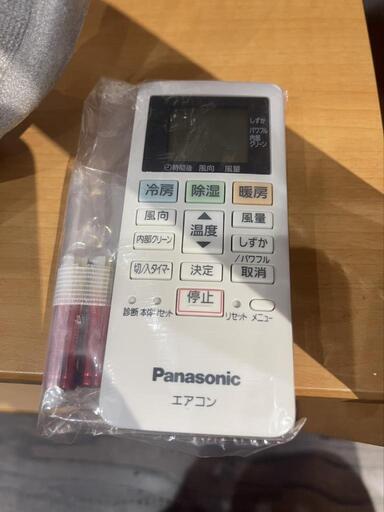 しずか
パワフル
内部
クリーン
時間後 風向 風量
冷房 除湿 暖房
風向 温度 風量
内部クリーン しずか
/パワフル
切/入タイマー 決定 取消
停止
診断 本体リセット リセット メニュー
Panasonic
エアコン